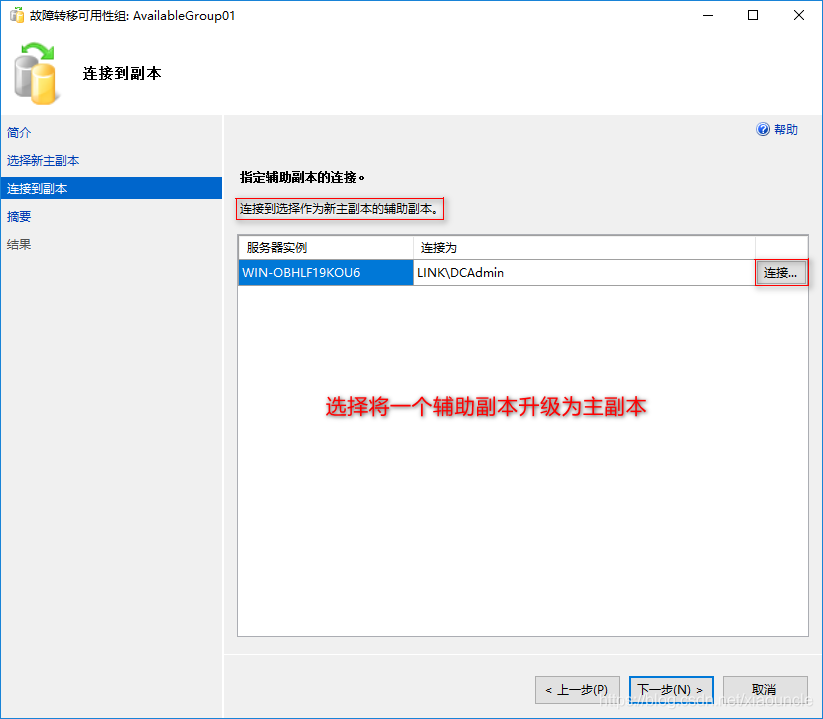 故障转移可用性组: AvailableGroup01
连接到副本
简介
选择新主副本
连接到副本
摘要
结果
帮助
指定辅助副本的连接。
连接到选择作为新主副本的辅助副本。
服务器实例 连接为
WIN-OBHLF19KOU6 LINK\DCAdmin 连接...
选择将一个辅助副本升级为主副本
< 上一步(P) 下一步(N) > 取消
https://blog.csdn.net/xiaouncle